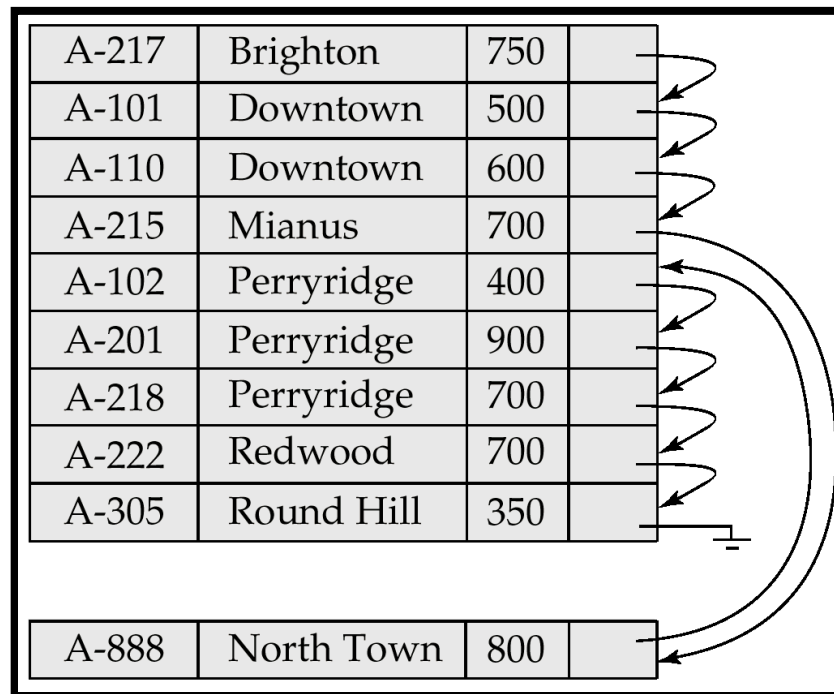 A-217 Brighton 750
A-101 Downtown 500
A-110 Downtown 600
A-215 Mianus 700
A-102 Perryridge 400
A-201 Perryridge 900
A-218 Perryridge 700
A-222 Redwood 700
A-305 Round Hill 350
A-888 North Town 800